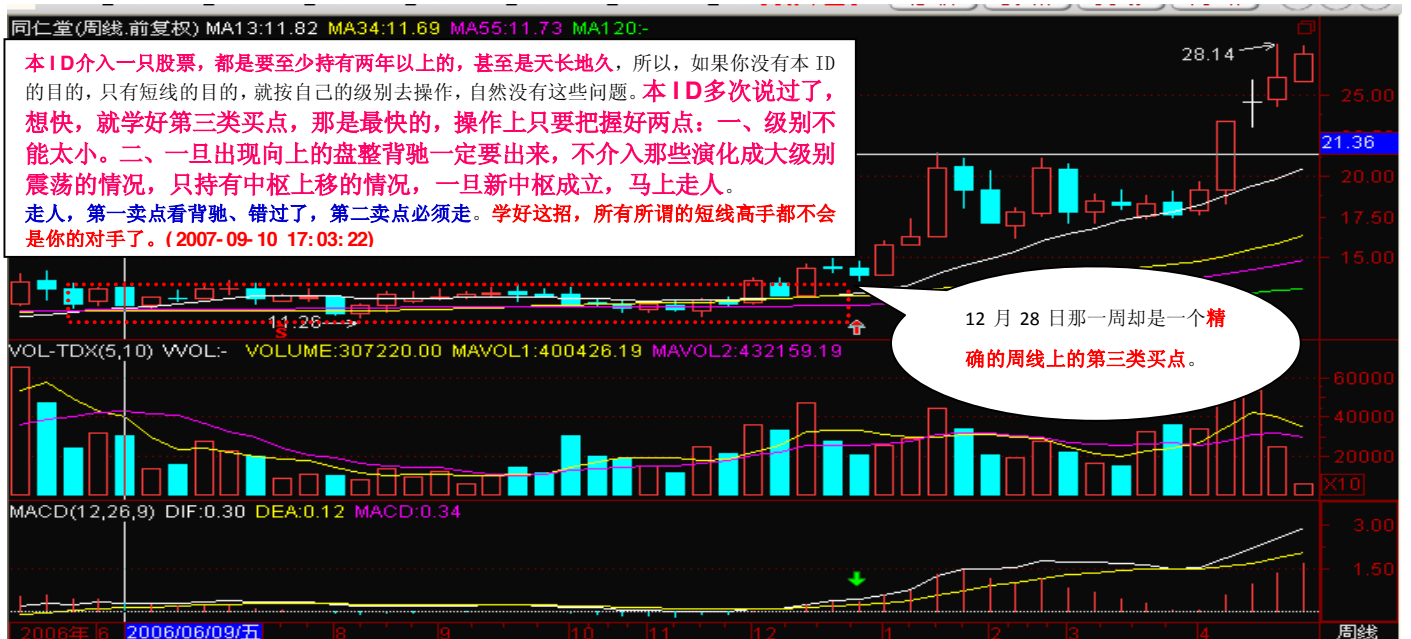 同仁堂(周线.前复权) MA13:11.82 MA34:11.69 MA55:11.73 MA120:-
本ID介入一只股票，都是要至少持有两年以上的，甚至是天长地久，所以，如果你没有本 ID
的目的，只有短线的目的，就按自己的级别去操作，自然没有这些问题。本ID多次说过了，
想快，就学好第三类买点，那是最快的，操作上只要把握好两点：一、级别不
能太小。二、一旦出现向上的盘整背驰一定要出来，不介入那些演化成大级别
震荡的情况，只持有中枢上移的情况，一旦新中枢成立，马上走人。
走人，第一卖点看背驰、错过了，第二卖点必须走。学好这招，所有所谓的短线高手都不会
是你的对手了。(2007-09-10 17:03:22)
28.14
25.00
21.36
20.00
17.50
15.00
11.26
S
12 月 28 日那一周却是一个精
确的周线上的第三类买点。
VOL-TDX(5,10) VVOL:- VOLUME:307220.00 MAVOL1:400426.19 MAVOL2:432159.19
60000
40000
20000
X10
MACD(12,26,9) DIF:0.30 DEA:0.12 MACD:0.34
3.00
1.50
2006年 6 2006/06/09/五 8 9 10 11 12 1 2 3 4 周线